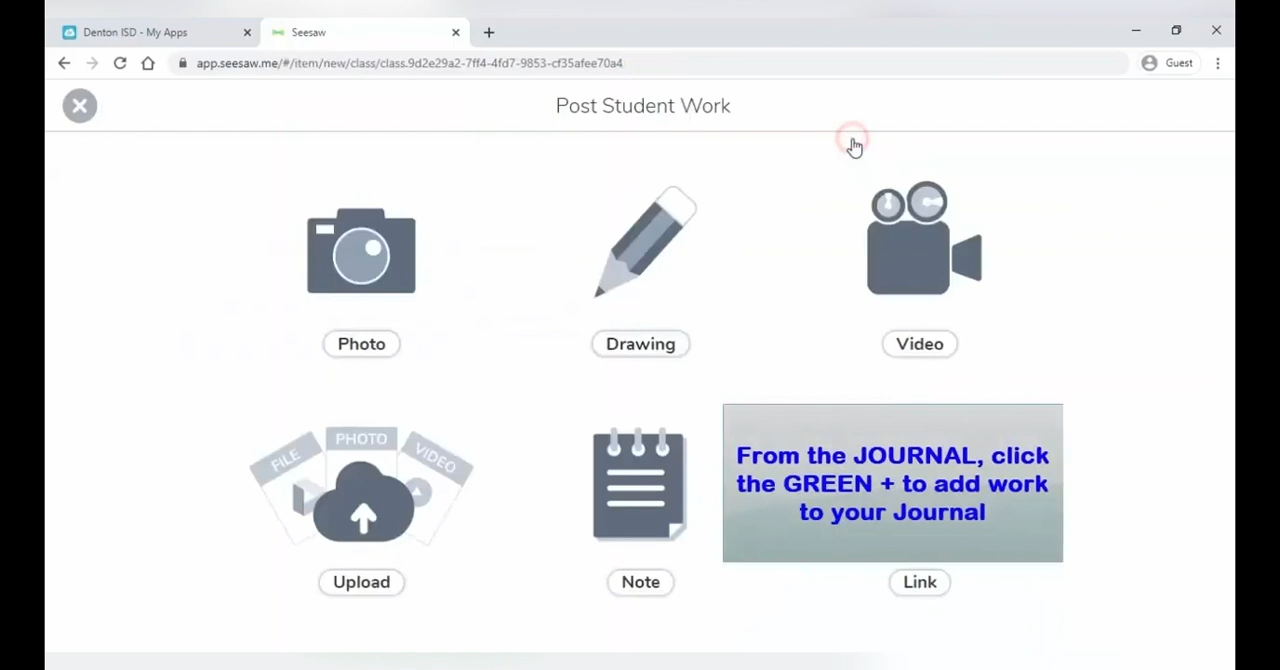 Denton ISD - My Apps
Seesaw
app.seesaw.me/#/item/new/class/class.9d2e29a2-7ff4-4fd7-9853-cf35afee70a4
Guest
Post Student Work
Photo
Drawing
Video
FILE
PHOTO
VIDEO
From the JOURNAL, click
the GREEN + to add work
to your Journal
Upload
Note
Link